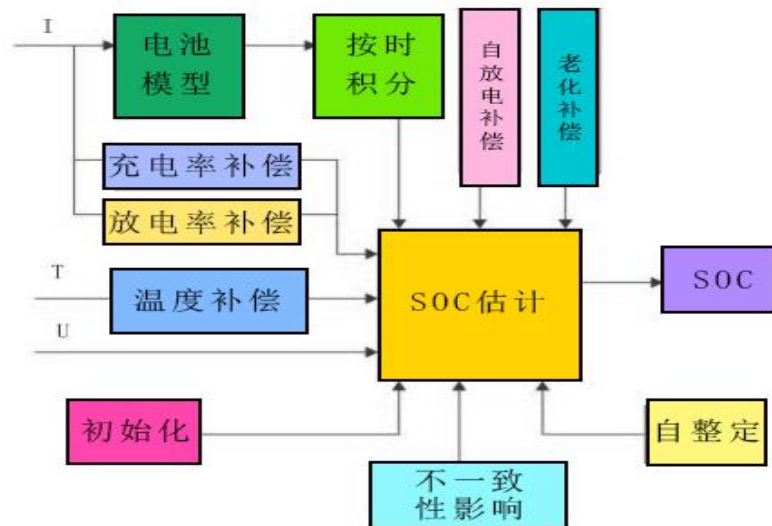 I
电池
模型
按时
积分
自放电补偿
老化补偿
充电率补偿
放电率补偿
T
温度补偿
U
SOC估计
SOC
初始化
不一致
性影响
自整定